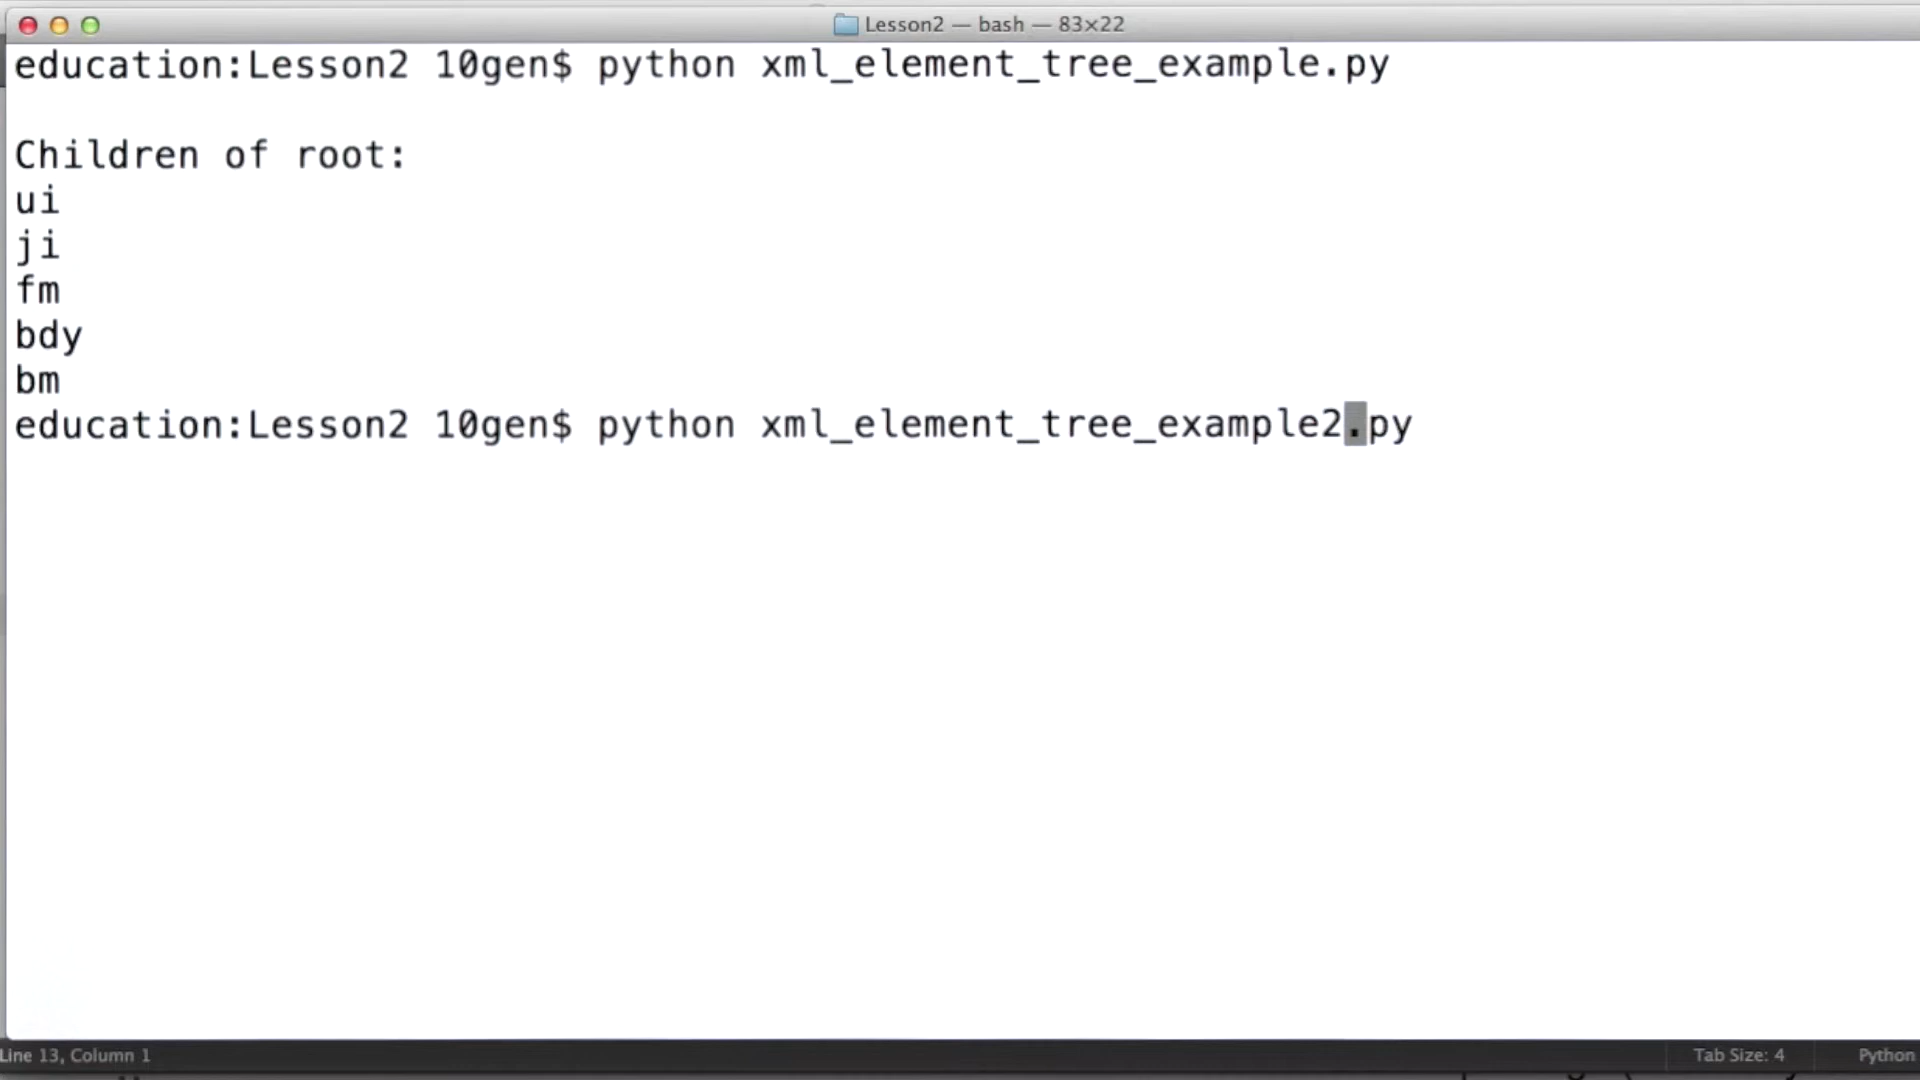 Lesson2 — bash — 83×22
education:Lesson2 10gen$ python xml_element_tree_example.py
Children of root:
ui
ji
fm
bdy
bm
education:Lesson2 10gen$ python xml_element_tree_example2.py
Line 13, Column 1
Tab Size: 4
Python